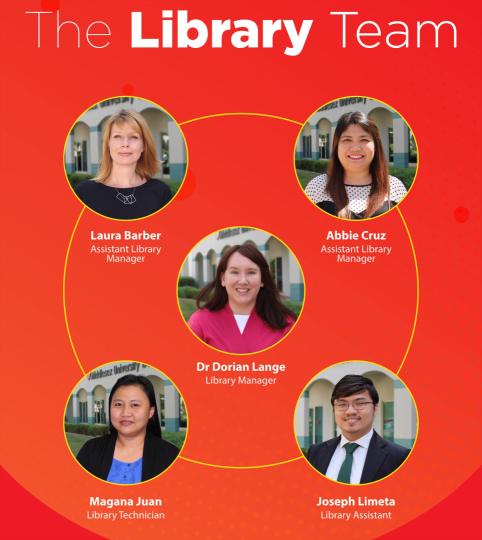 The Library Team
Laura Barber
Assistant Library
Manager
Abbie Cruz
Assistant Library
Manager
Dr Dorian Lange
Library Manager
Magana Juan
Library Technician
Joseph Limeta
Library Assistant